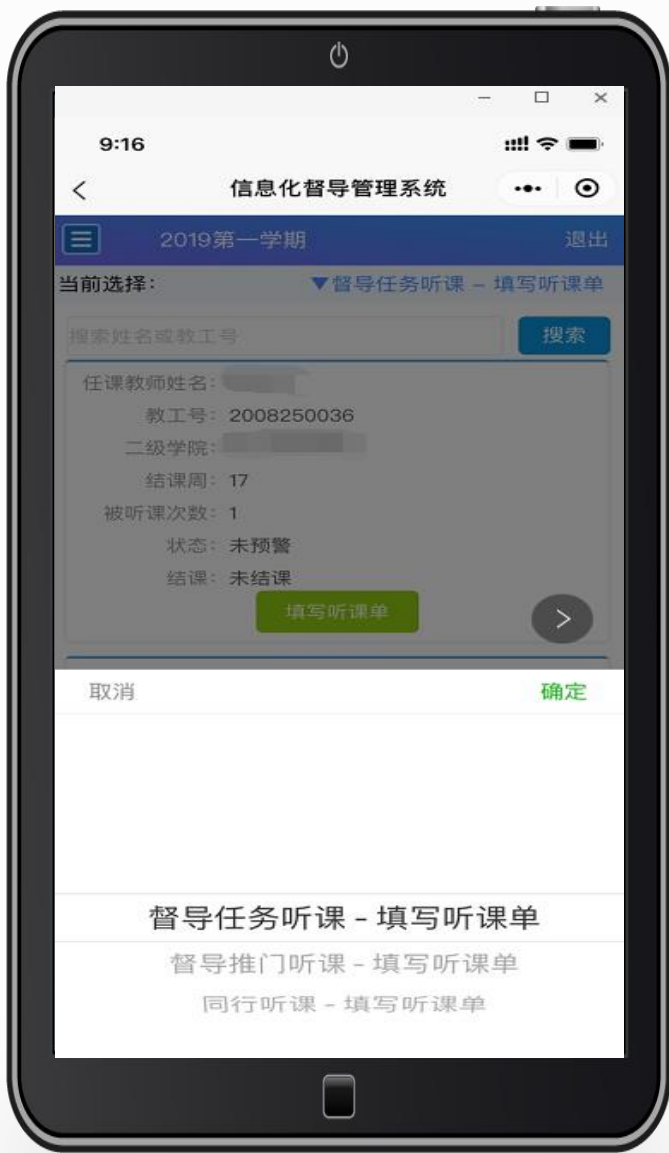 9:16
信息化督导管理系统
2019第一学期 退出
当前选择： ▼督导任务听课 - 填写听课单
搜索姓名或教工号 搜索
任课教师姓名：
教工号：2008250036
二级学院：
结课周：17
被听课次数：1
状态：未预警
结课：未结课
填写听课单
取消 确定
督导任务听课 - 填写听课单
督导推门听课 - 填写听课单
同行听课 - 填写听课单